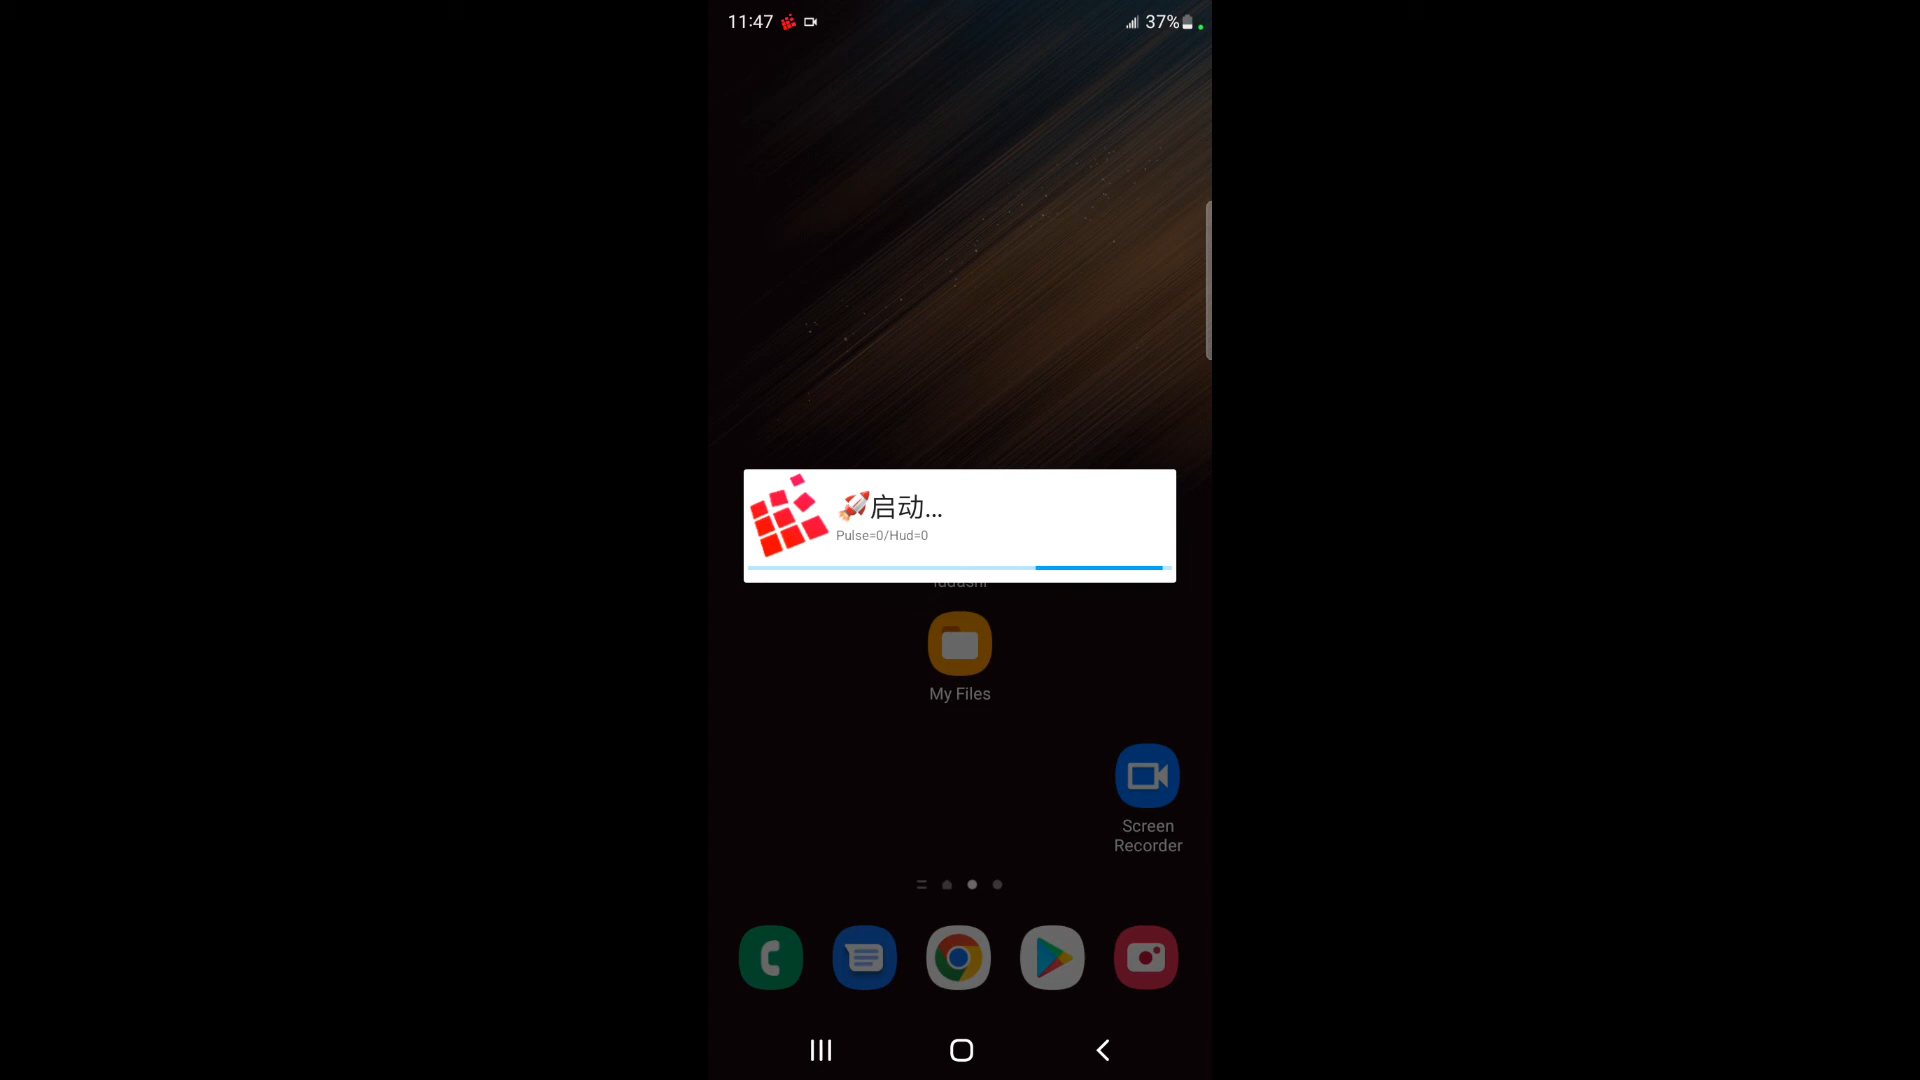 11:47
37%
🚀启动...
Pulse=0/Hud=0
My Files
Screen
Recorder